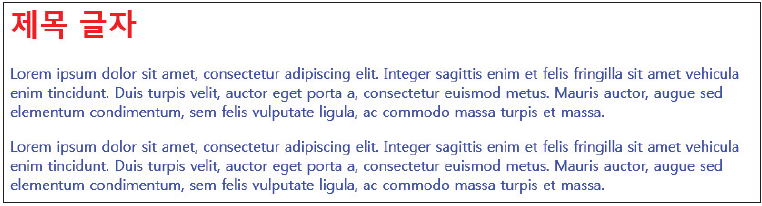 제목 글자
Lorem ipsum dolor sit amet, consectetur adipiscing elit. Integer sagittis enim et felis fringilla sit amet vehicula
enim tincidunt. Duis turpis velit, auctor eget porta a, consectetur euismod metus. Mauris auctor, augue sed
elementum condimentum, sem felis vulputate ligula, ac commodo massa turpis et massa.
Lorem ipsum dolor sit amet, consectetur adipiscing elit. Integer sagittis enim et felis fringilla sit amet vehicula
enim tincidunt. Duis turpis velit, auctor eget porta a, consectetur euismod metus. Mauris auctor, augue sed
elementum condimentum, sem felis vulputate ligula, ac commodo massa turpis et massa.